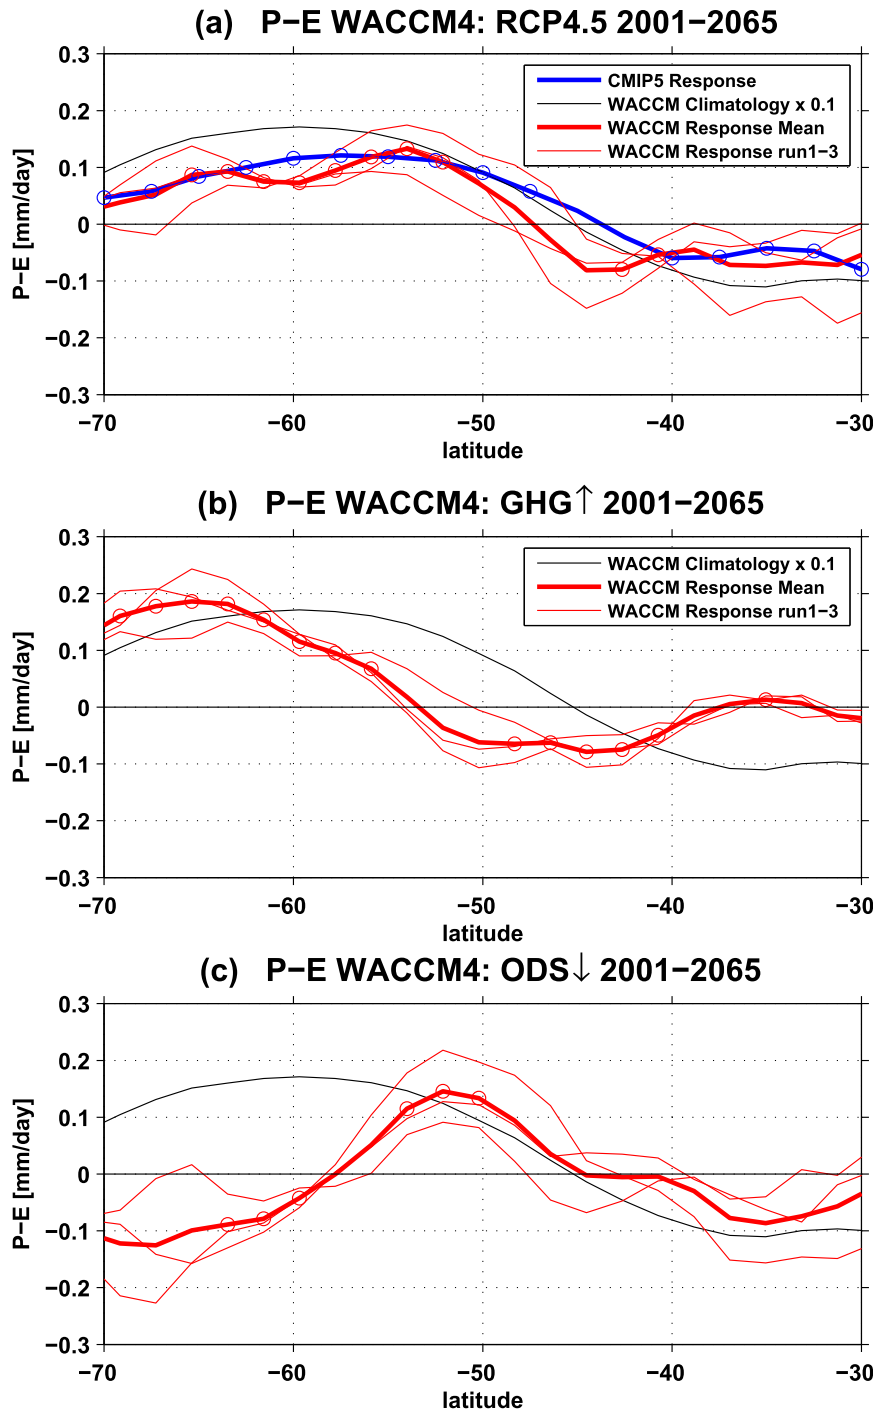 (a) P−E WACCM4: RCP4.5 2001−2065
CMIP5 Response
WACCM Climatology x 0.1
WACCM Response Mean
WACCM Response run1−3
0.3
0.2
0.1
0
−0.1
−0.2
−0.3
P−E [mm/day]
−70 −60 −50 −40 −30
latitude
(b) P−E WACCM4: GHG↑ 2001−2065
WACCM Climatology x 0.1
WACCM Response Mean
WACCM Response run1−3
0.3
0.2
0.1
0
−0.1
−0.2
−0.3
P−E [mm/day]
−70 −60 −50 −40 −30
latitude
(c) P−E WACCM4: ODS↓ 2001−2065
0.3
0.2
0.1
0
−0.1
−0.2
−0.3
P−E [mm/day]
−70 −60 −50 −40 −30
latitude